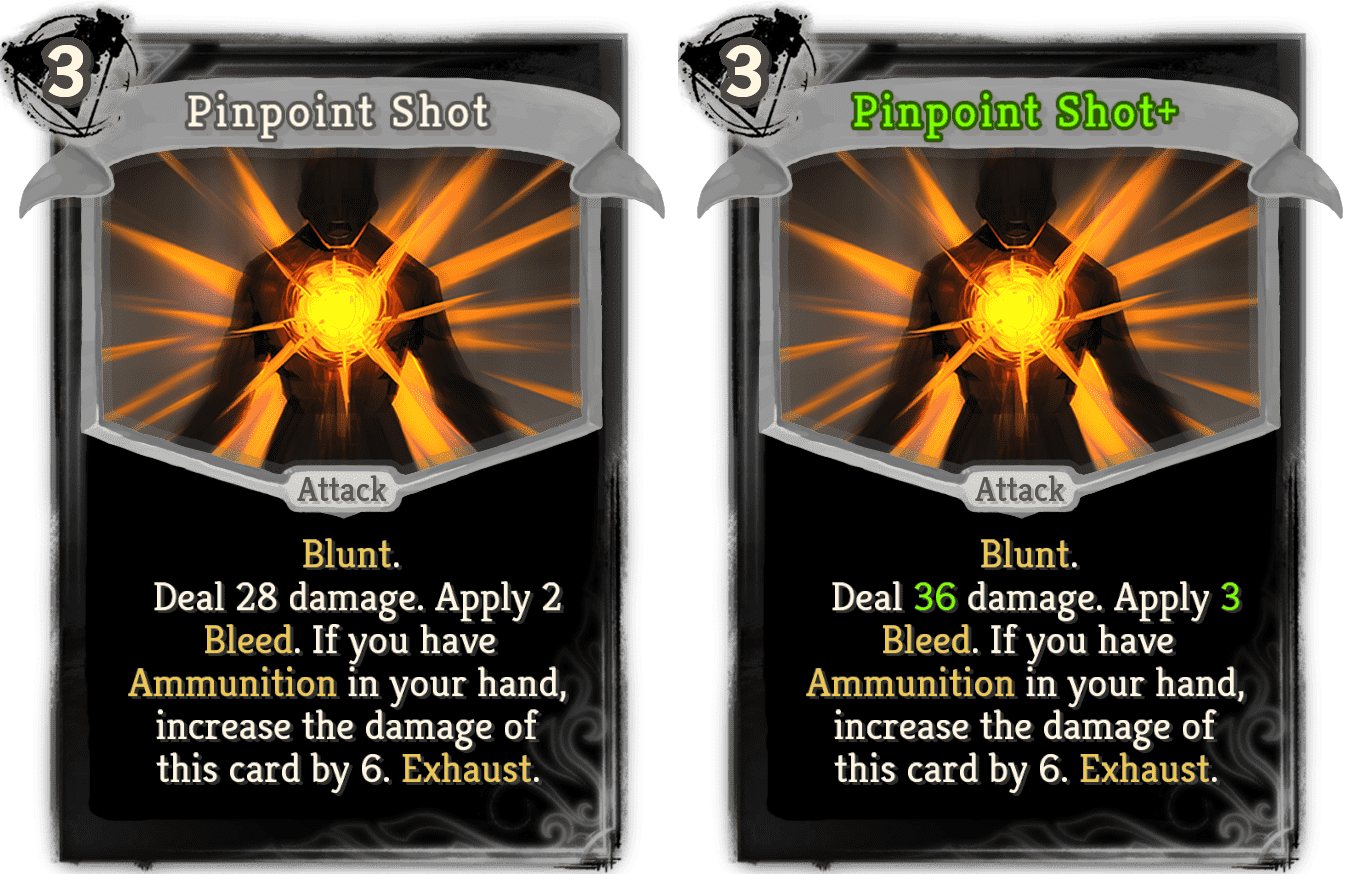 3
Pinpoint Shot
Attack
Blunt.
Deal 28 damage. Apply 2
Bleed. If you have
Ammunition in your hand,
increase the damage of
this card by 6. Exhaust.
3
Pinpoint Shot+
Attack
Blunt.
Deal 36 damage. Apply 3
Bleed. If you have
Ammunition in your hand,
increase the damage of
this card by 6. Exhaust.